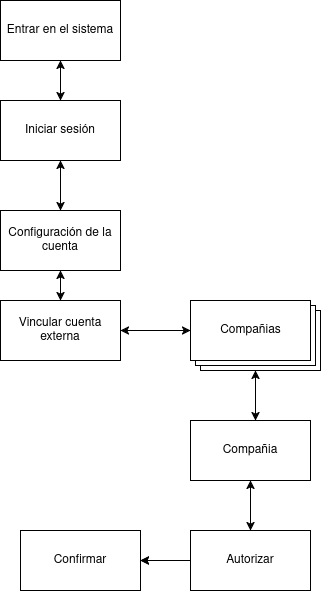 Entrar en el sistema
Iniciar sesión
Configuración de la
cuenta
Vincular cuenta
externa
Compañias
Compañia
Confirmar
Autorizar